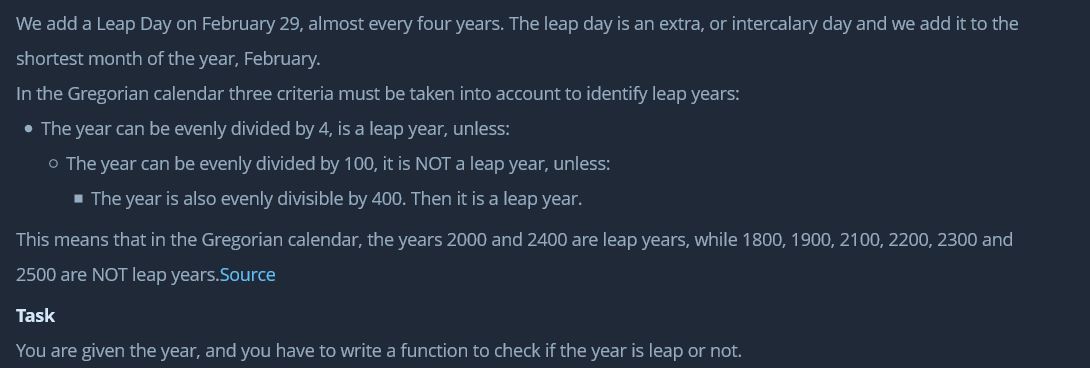 We add a Leap Day on February 29, almost every four years. The leap day is an extra, or intercalary day and we add it to the
shortest month of the year, February.
In the Gregorian calendar three criteria must be taken into account to identify leap years:
The year can be evenly divided by 4, is a leap year, unless:
The year can be evenly divided by 100, it is NOT a leap year, unless:
The year is also evenly divisible by 400. Then it is a leap year.
This means that in the Gregorian calendar, the years 2000 and 2400 are leap years, while 1800, 1900, 2100, 2200, 2300 and
2500 are NOT leap years.Source
Task
You are given the year, and you have to write a function to check if the year is leap or not.